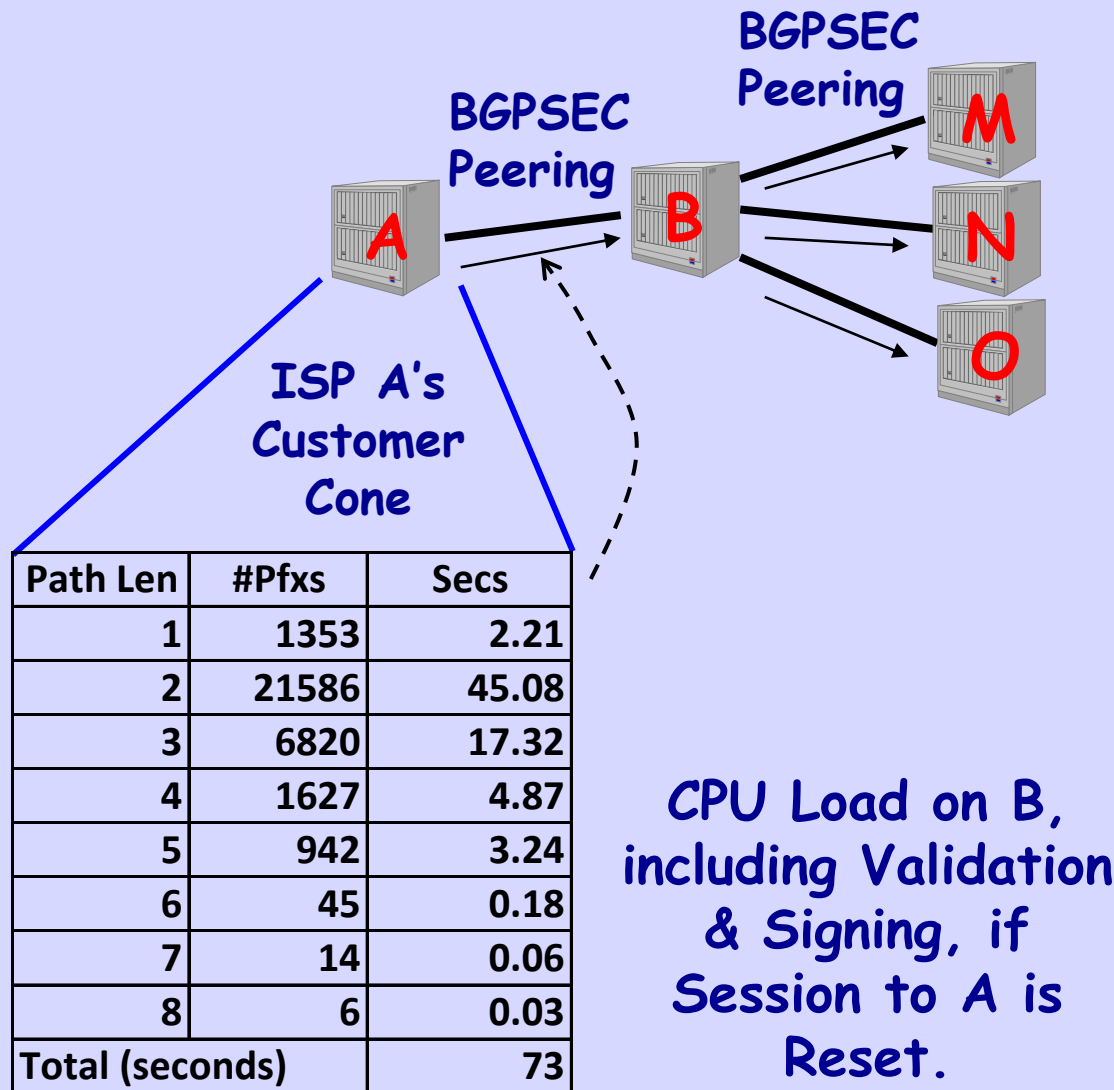 BGPSEC
Peering
BGPSEC
Peering
A
B
M
N
O
ISP A's
Customer
Cone
Path Len #Pfxs Secs
1 1353 2.21
2 21586 45.08
3 6820 17.32
4 1627 4.87
5 942 3.24
6 45 0.18
7 14 0.06
8 6 0.03
Total (seconds) 73
CPU Load on B,
including Validation
& Signing, if
Session to A is
Reset.